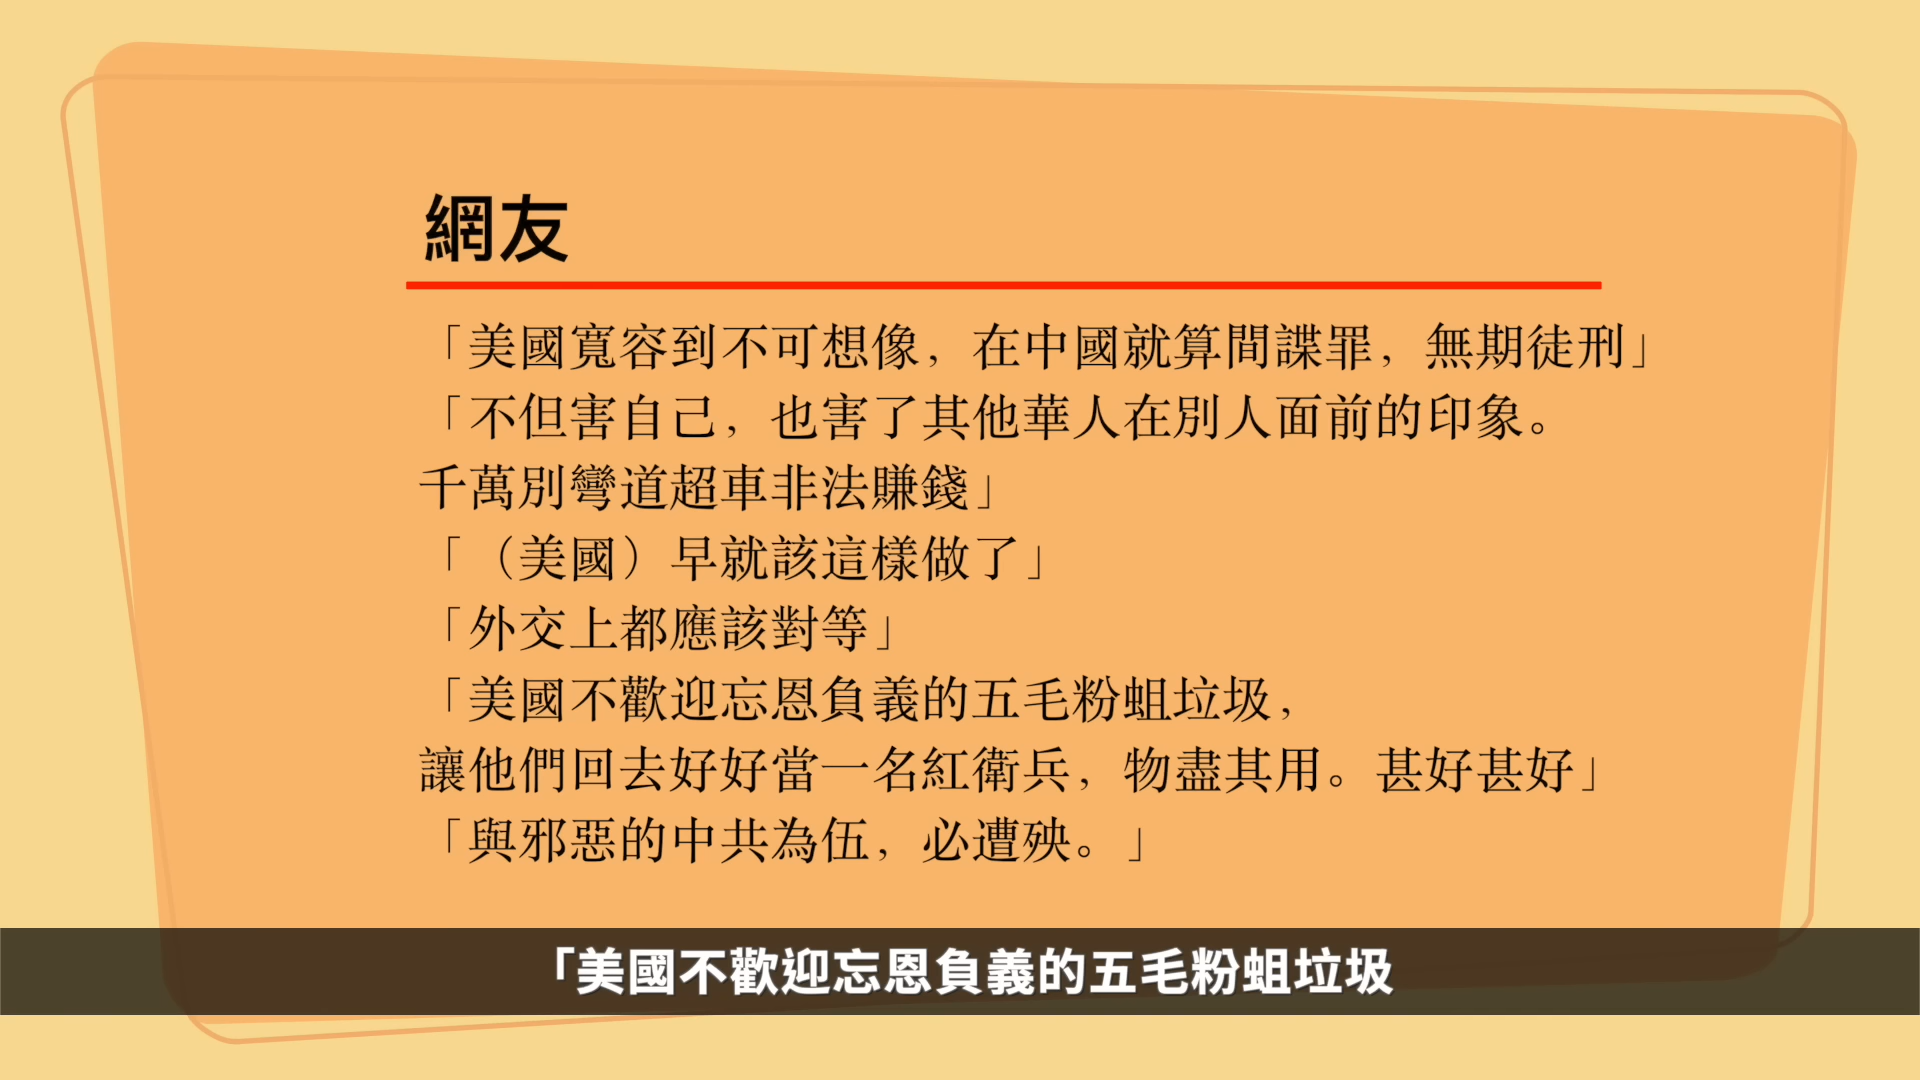 網友
「美國寬容到不可想像，在中國就算間諜罪，無期徒刑」
「不但害自己，也害了其他華人在別人面前的印象。
千萬別彎道超車非法賺錢」
「（美國）早就該這樣做了」
「外交上都應該對等」
「美國不歡迎忘恩負義的五毛粉蛆垃圾，
讓他們回去好好當一名紅衛兵，物盡其用。甚好甚好」
「與邪惡的中共為伍，必遭殃。」
「美國不歡迎忘恩負義的五毛粉蛆垃圾